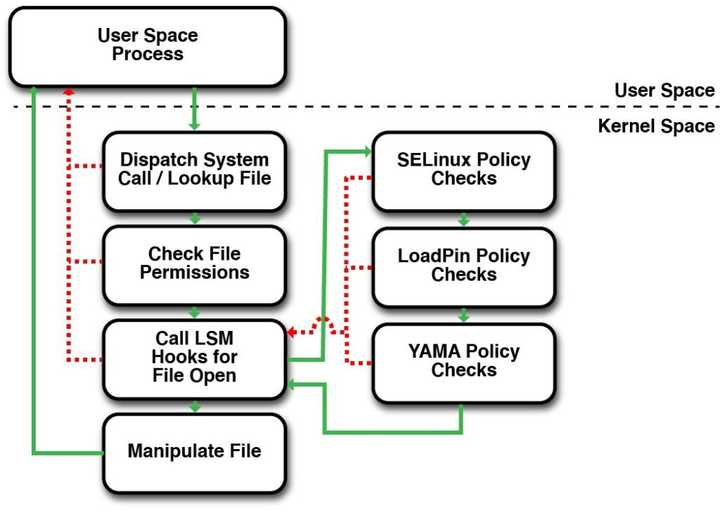 User Space
Process
User Space
Kernel Space
Dispatch System
Call / Lookup File
Check File
Permissions
Call LSM
Hooks for
File Open
Manipulate File
SELinux Policy
Checks
LoadPin Policy
Checks
YAMA Policy
Checks